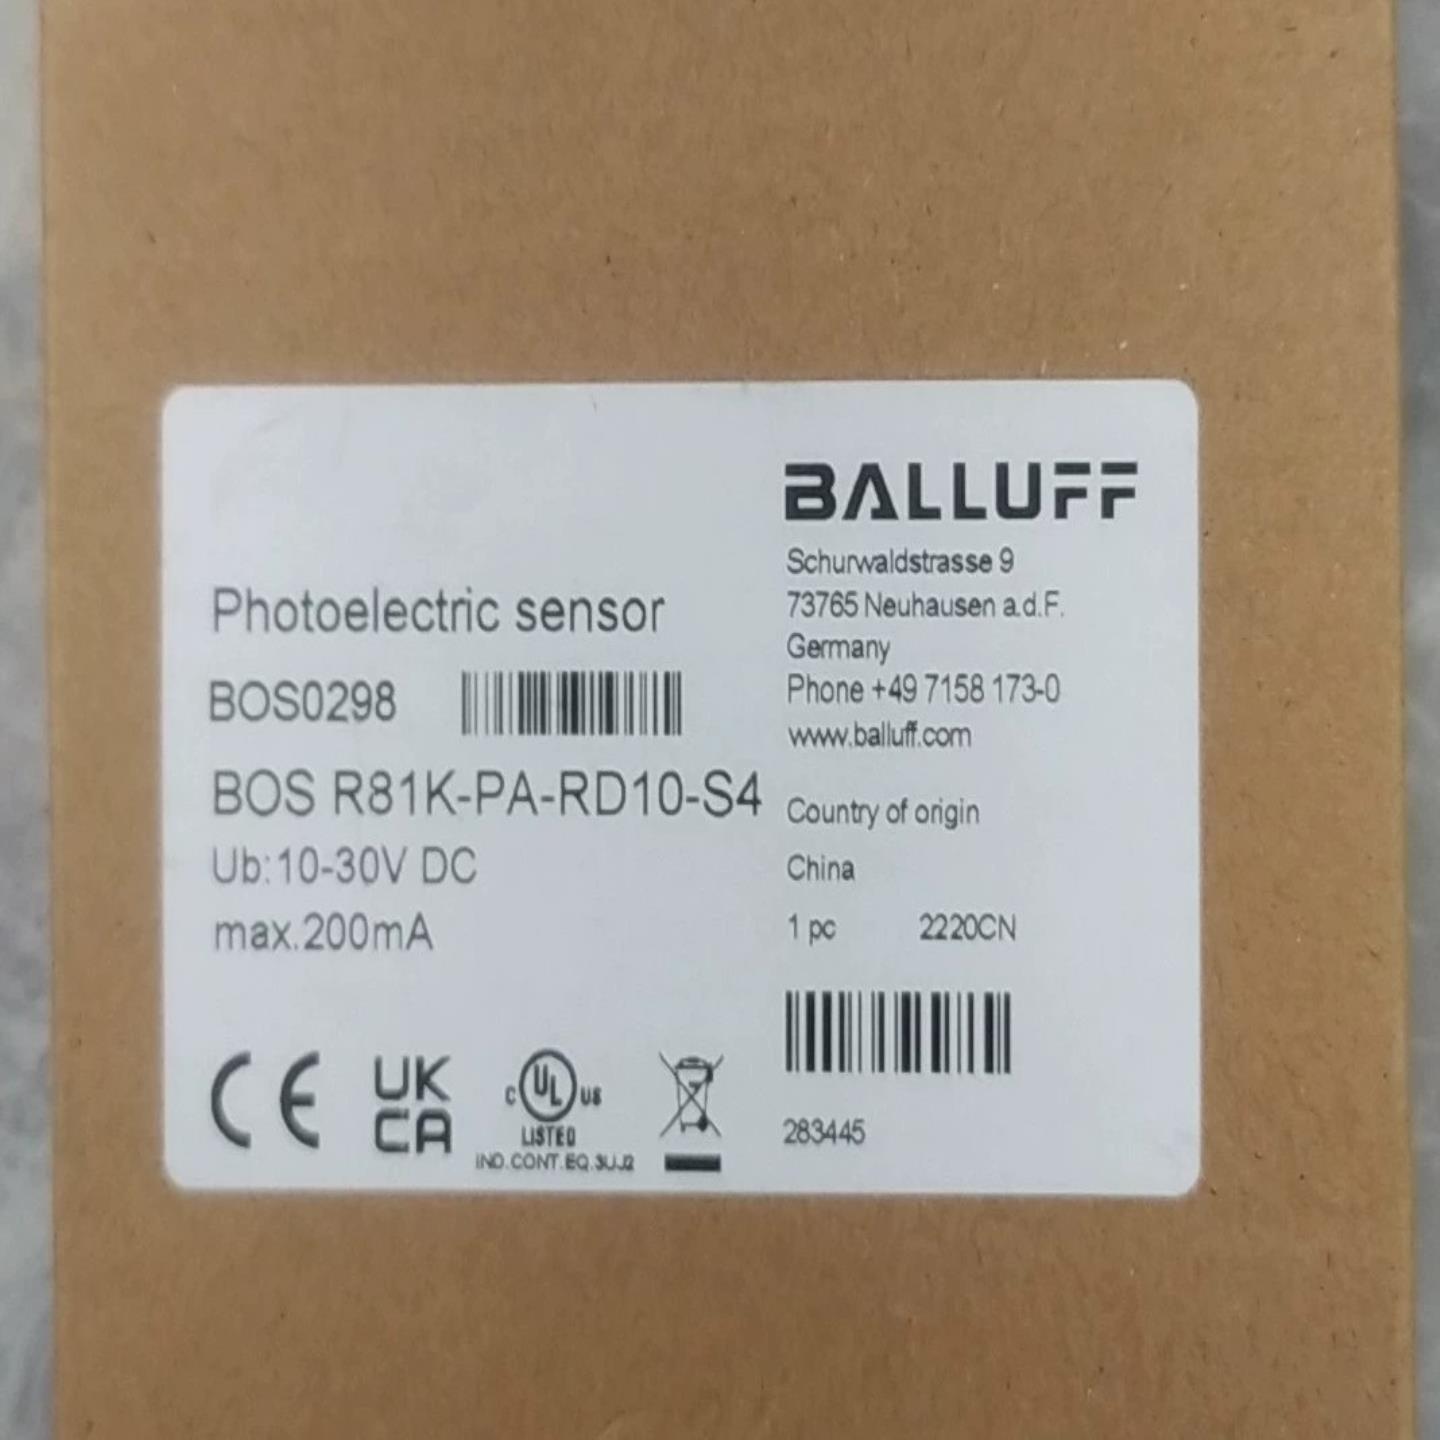 Photoelectric sensor
BOS0298
BOS R81K-PA-RD10-S4
Ub:10-30V DC
max.200mA
CE
UK
CA
c UL us
LISTED
IND.CONT.EQ.3UJ2
BALLUFF
Schurwaldstrasse 9
73765 Neuhausen a.d.F.
Germany
Phone +49 7158 173-0
www.balluff.com
Country of origin
China
1 pc 2220CN
283445